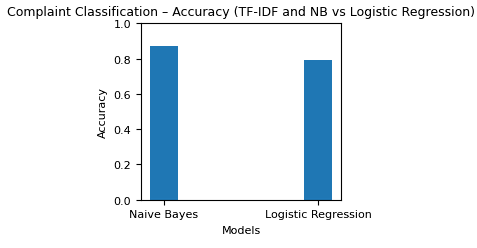 Complaint Classification – Accuracy (TF-IDF and NB vs Logistic Regression)
1.0
0.8
0.6
0.4
0.2
0.0
Accuracy
Naive Bayes
Logistic Regression
Models